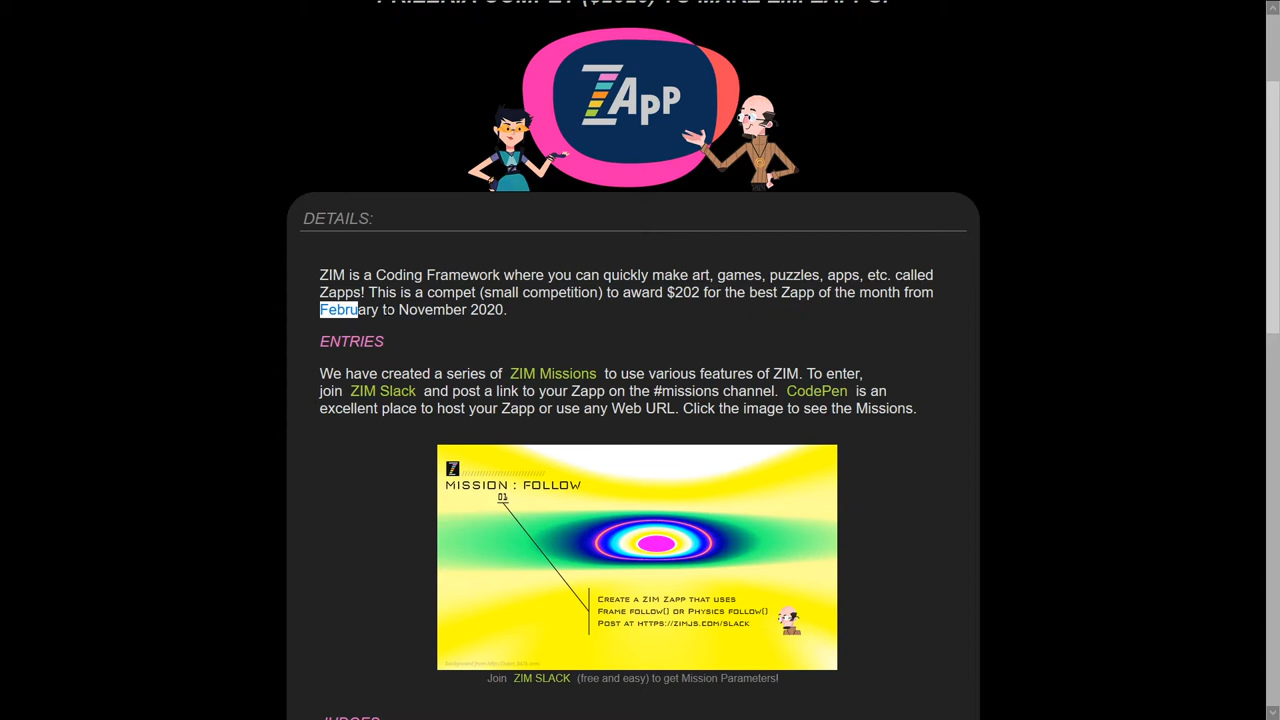 ZApp
DETAILS:
ZIM is a Coding Framework where you can quickly make art, games, puzzles, apps, etc. called
Zapps! This is a compet (small competition) to award $202 for the best Zapp of the month from
February to November 2020.
ENTRIES
We have created a series of ZIM Missions to use various features of ZIM. To enter,
join ZIM Slack and post a link to your Zapp on the #missions channel. CodePen is an
excellent place to host your Zapp or use any Web URL. Click the image to see the Missions.
Z
MISSION : FOLLOW
01
Create a ZIM Zapp that uses
Frame follow() or Physics follow()
Post at https://zimjs.com/slack
Join ZIM SLACK (free and easy) to get Mission Parameters!